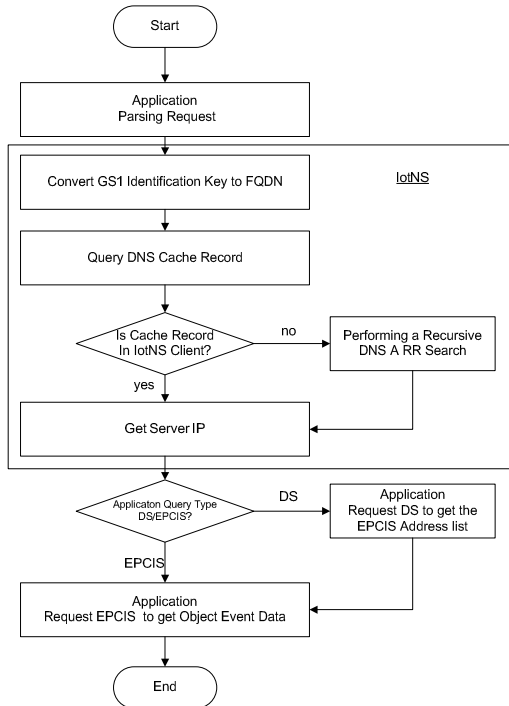 Start
Application
Parsing Request
IotNS
Convert GS1 Identification Key to FQDN
Query DNS Cache Record
Is Cache Record
In IotNS Client?
no
Performing a Recursive
DNS A RR Search
yes
Get Server IP
Applicaton Query Type
DS/EPCIS?
DS
Application
Request DS to get the
EPCIS Address list
EPCIS
Application
Request EPCIS to get Object Event Data
End